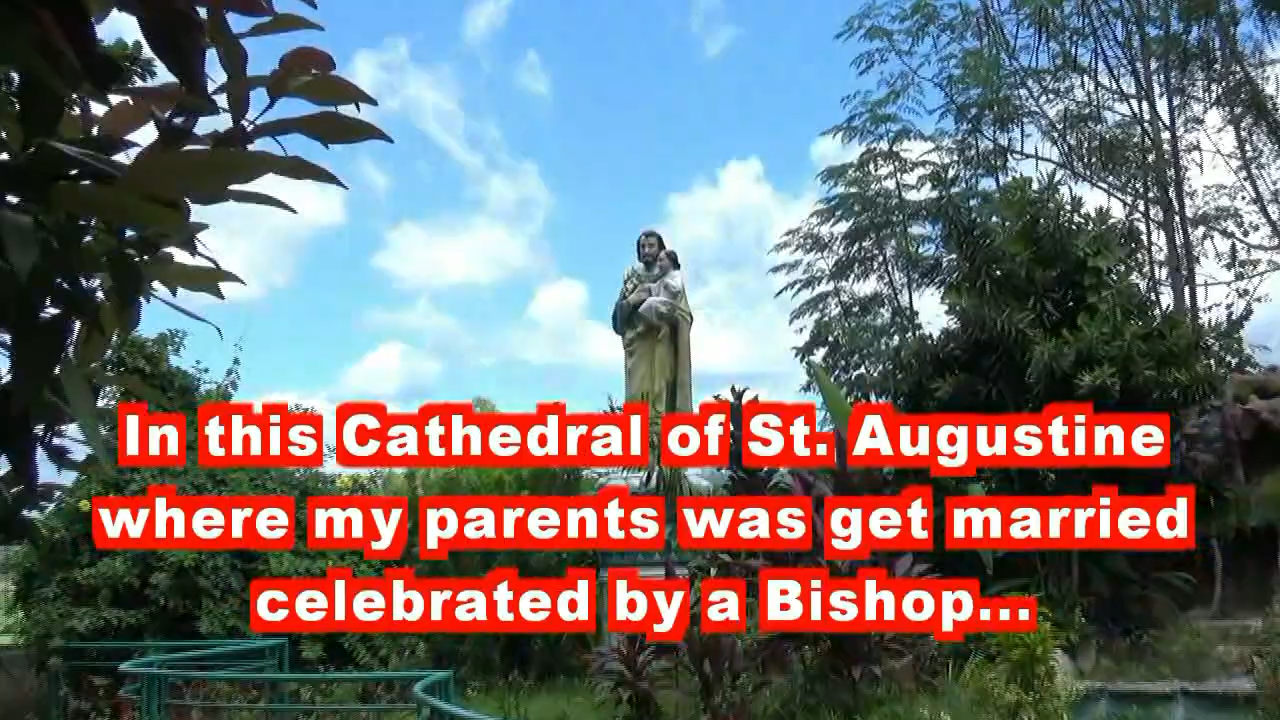 In this Cathedral of St. Augustine
where my parents was get married
celebrated by a Bishop...